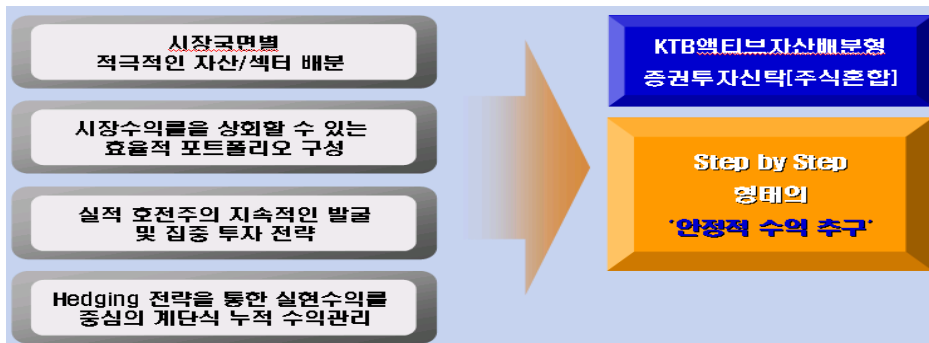 시장국면별
적극적인 자산/섹터 배분
시장수익률을 상회할 수 있는
효율적 포트폴리오 구성
실적 호전주의 지속적인 발굴
및 집중 투자 전략
Hedging 전략을 통한 실현수익률
중심의 계단식 누적 수익관리
KTB액티브자산배분형
증권투자신탁[주식혼합]
Step by Step
형태의
'안정적 수익 추구'